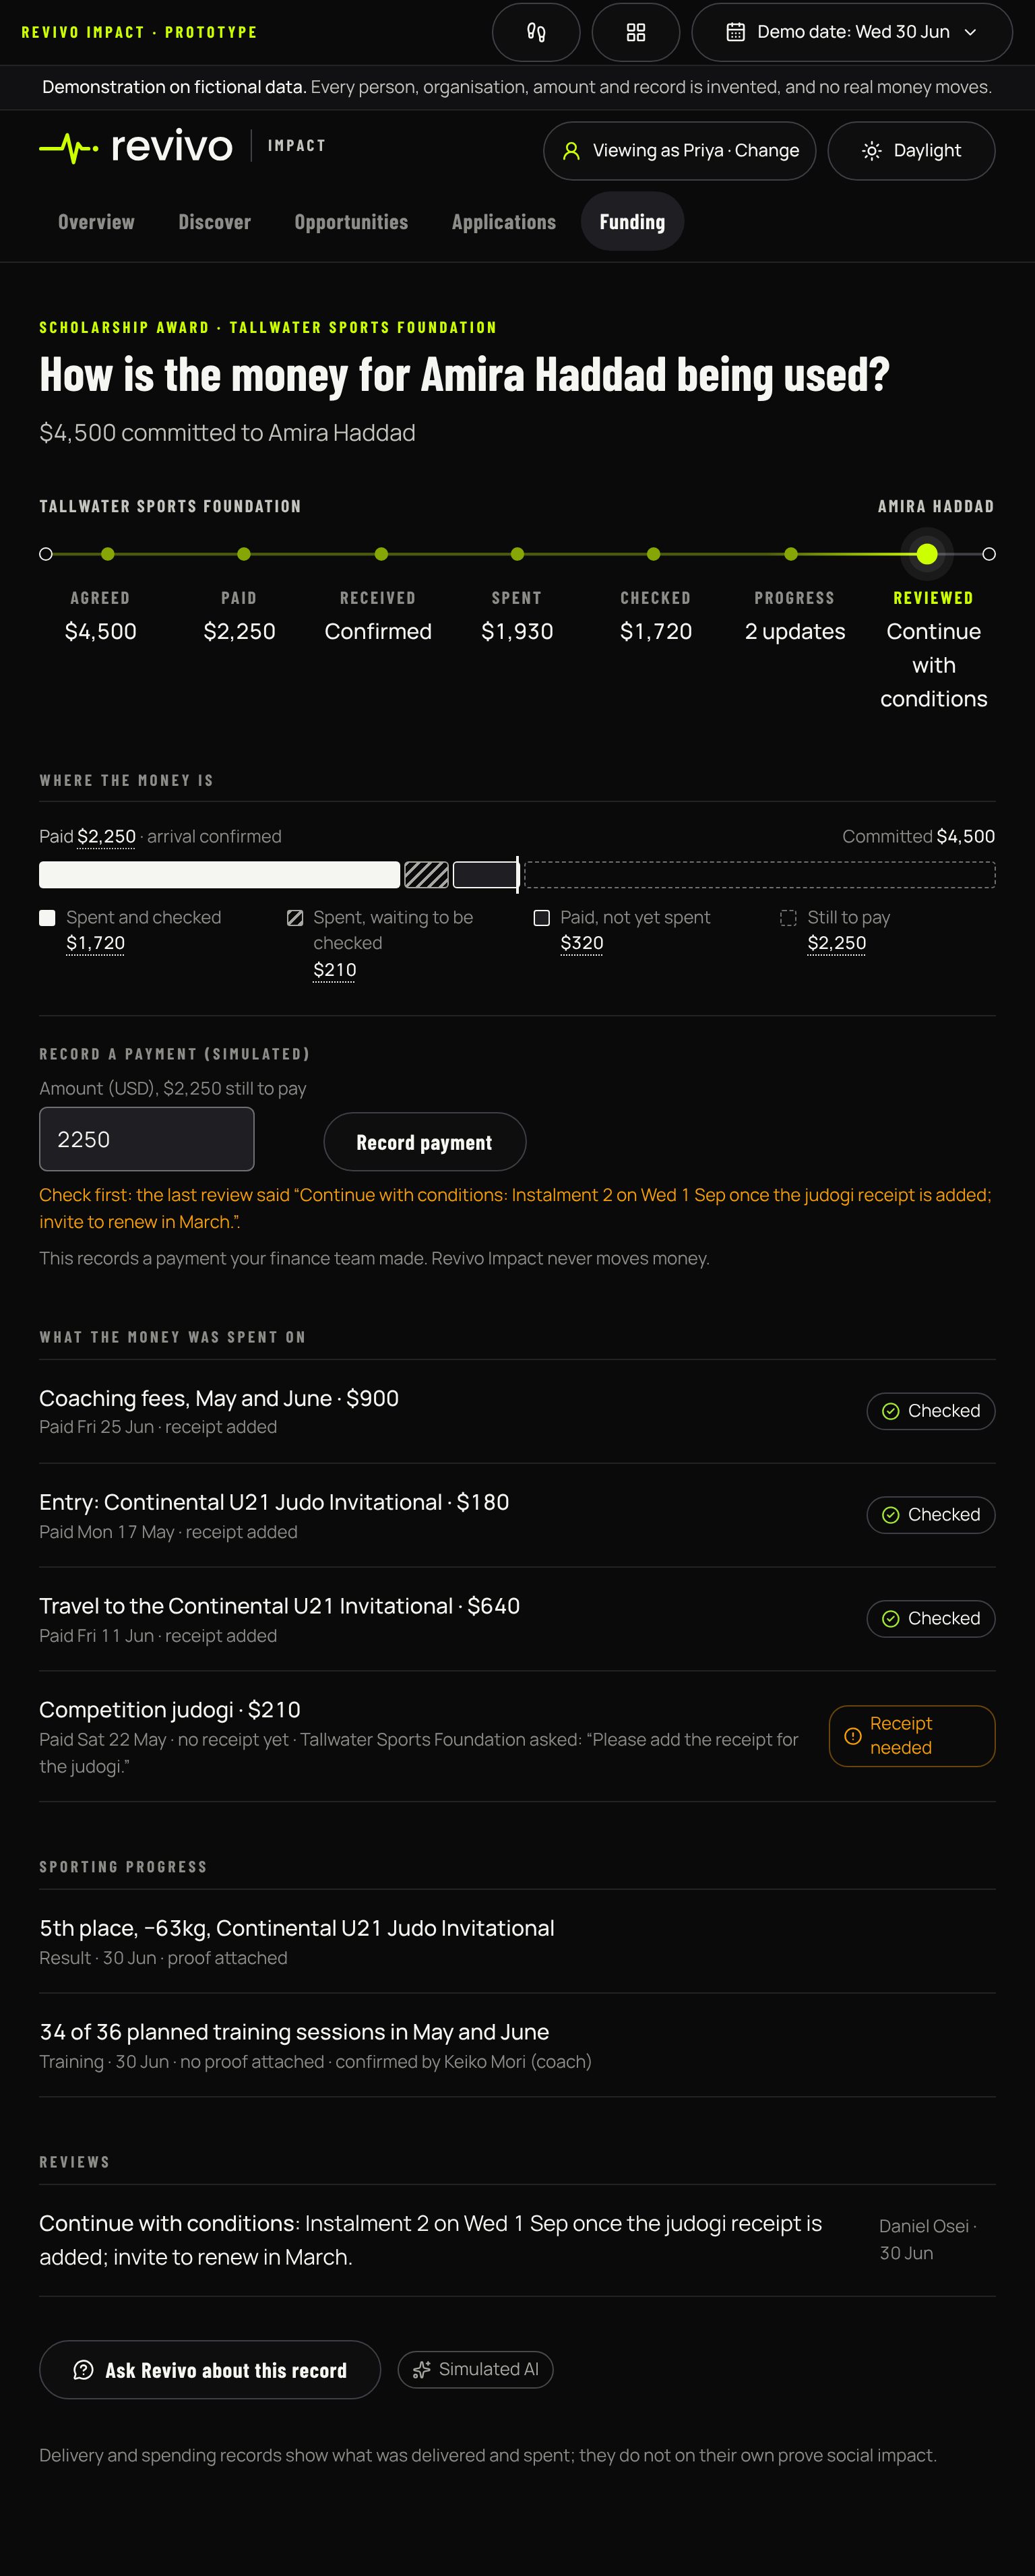 REVIVO IMPACT · PROTOTYPE
Demo date: Wed 30 Jun
Demonstration on fictional data. Every person, organisation, amount and record is invented, and no real money moves.
revivo
IMPACT
Viewing as Priya · Change
Daylight
Overview
Discover
Opportunities
Applications
Funding
SCHOLARSHIP AWARD · TALLWATER SPORTS FOUNDATION
How is the money for Amira Haddad being used?
$4,500 committed to Amira Haddad
TALLWATER SPORTS FOUNDATION
AMIRA HADDAD
AGREED
$4,500
PAID
$2,250
RECEIVED
Confirmed
SPENT
$1,930
CHECKED
$1,720
PROGRESS
2 updates
REVIEWED
Continue
with
conditions
WHERE THE MONEY IS
Paid $2,250 · arrival confirmed
Committed $4,500
Spent and checked
$1,720
Spent, waiting to be
checked
$210
Paid, not yet spent
$320
Still to pay
$2,250
RECORD A PAYMENT (SIMULATED)
Amount (USD), $2,250 still to pay
2250
Record payment
Check first: the last review said “Continue with conditions: Instalment 2 on Wed 1 Sep once the judogi receipt is added;
invite to renew in March.”.
This records a payment your finance team made. Revivo Impact never moves money.
WHAT THE MONEY WAS SPENT ON
Coaching fees, May and June · $900
Paid Fri 25 Jun · receipt added
Checked
Entry: Continental U21 Judo Invitational · $180
Paid Mon 17 May · receipt added
Checked
Travel to the Continental U21 Invitational · $640
Paid Fri 11 Jun · receipt added
Checked
Competition judogi · $210
Paid Sat 22 May · no receipt yet · Tallwater Sports Foundation asked: “Please add the receipt for
the judogi.”
Receipt
needed
SPORTING PROGRESS
5th place, −63kg, Continental U21 Judo Invitational
Result · 30 Jun · proof attached
34 of 36 planned training sessions in May and June
Training · 30 Jun · no proof attached · confirmed by Keiko Mori (coach)
REVIEWS
Continue with conditions: Instalment 2 on Wed 1 Sep once the judogi receipt is
added; invite to renew in March.
Daniel Osei ·
30 Jun
Ask Revivo about this record
Simulated AI
Delivery and spending records show what was delivered and spent; they do not on their own prove social impact.